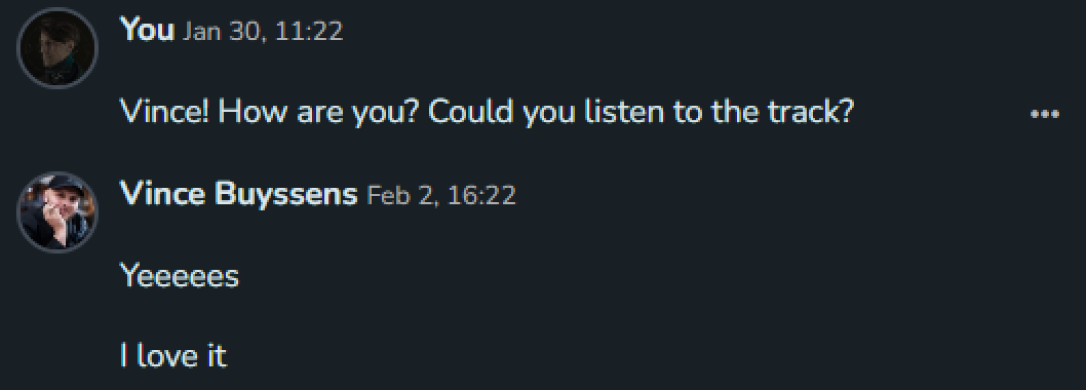 You Jan 30, 11:22
Vince! How are you? Could you listen to the track?
Vince Buyssens Feb 2, 16:22
Yeeeees
I love it